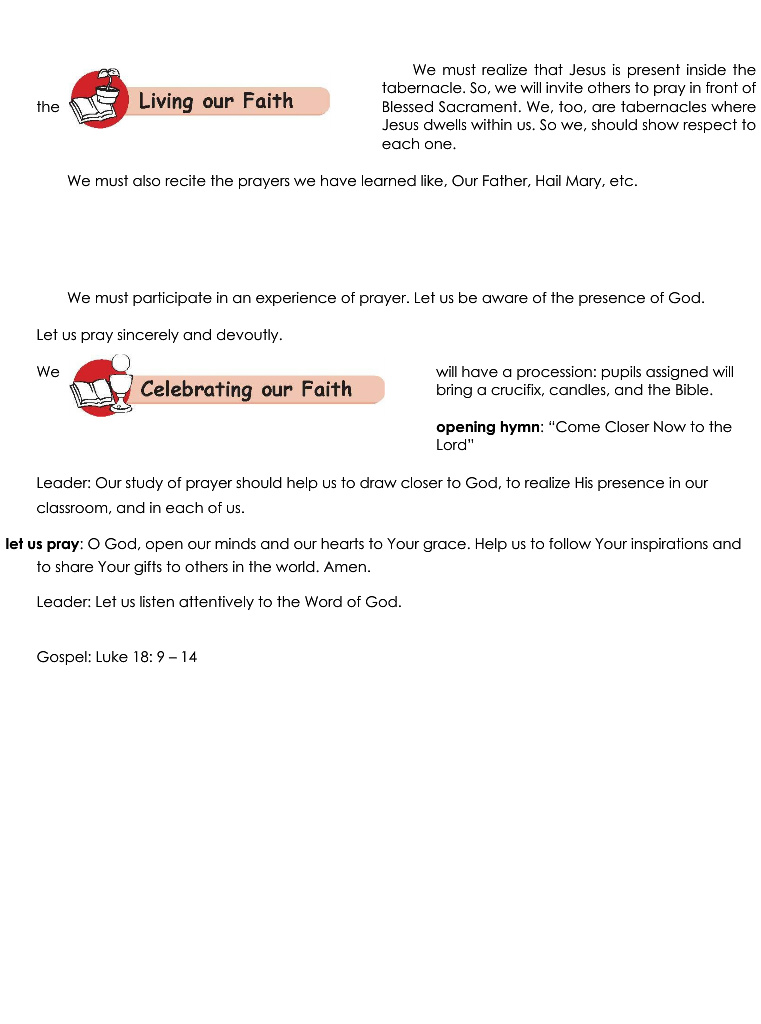 We must realize that Jesus is present inside the
tabernacle. So, we will invite others to pray in front of
the
Living our Faith
Blessed Sacrament. We, too, are tabernacles where
Jesus dwells within us. So we, should show respect to
each one.
We must also recite the prayers we have learned like, Our Father, Hail Mary, etc.
We must participate in an experience of prayer. Let us be aware of the presence of God.
Let us pray sincerely and devoutly.
We
Celebrating our Faith
will have a procession: pupils assigned will
bring a crucifix, candles, and the Bible.
opening hymn: “Come Closer Now to the
Lord”
Leader: Our study of prayer should help us to draw closer to God, to realize His presence in our
classroom, and in each of us.
let us pray: O God, open our minds and our hearts to Your grace. Help us to follow Your inspirations and
to share Your gifts to others in the world. Amen.
Leader: Let us listen attentively to the Word of God.
Gospel: Luke 18: 9 – 14